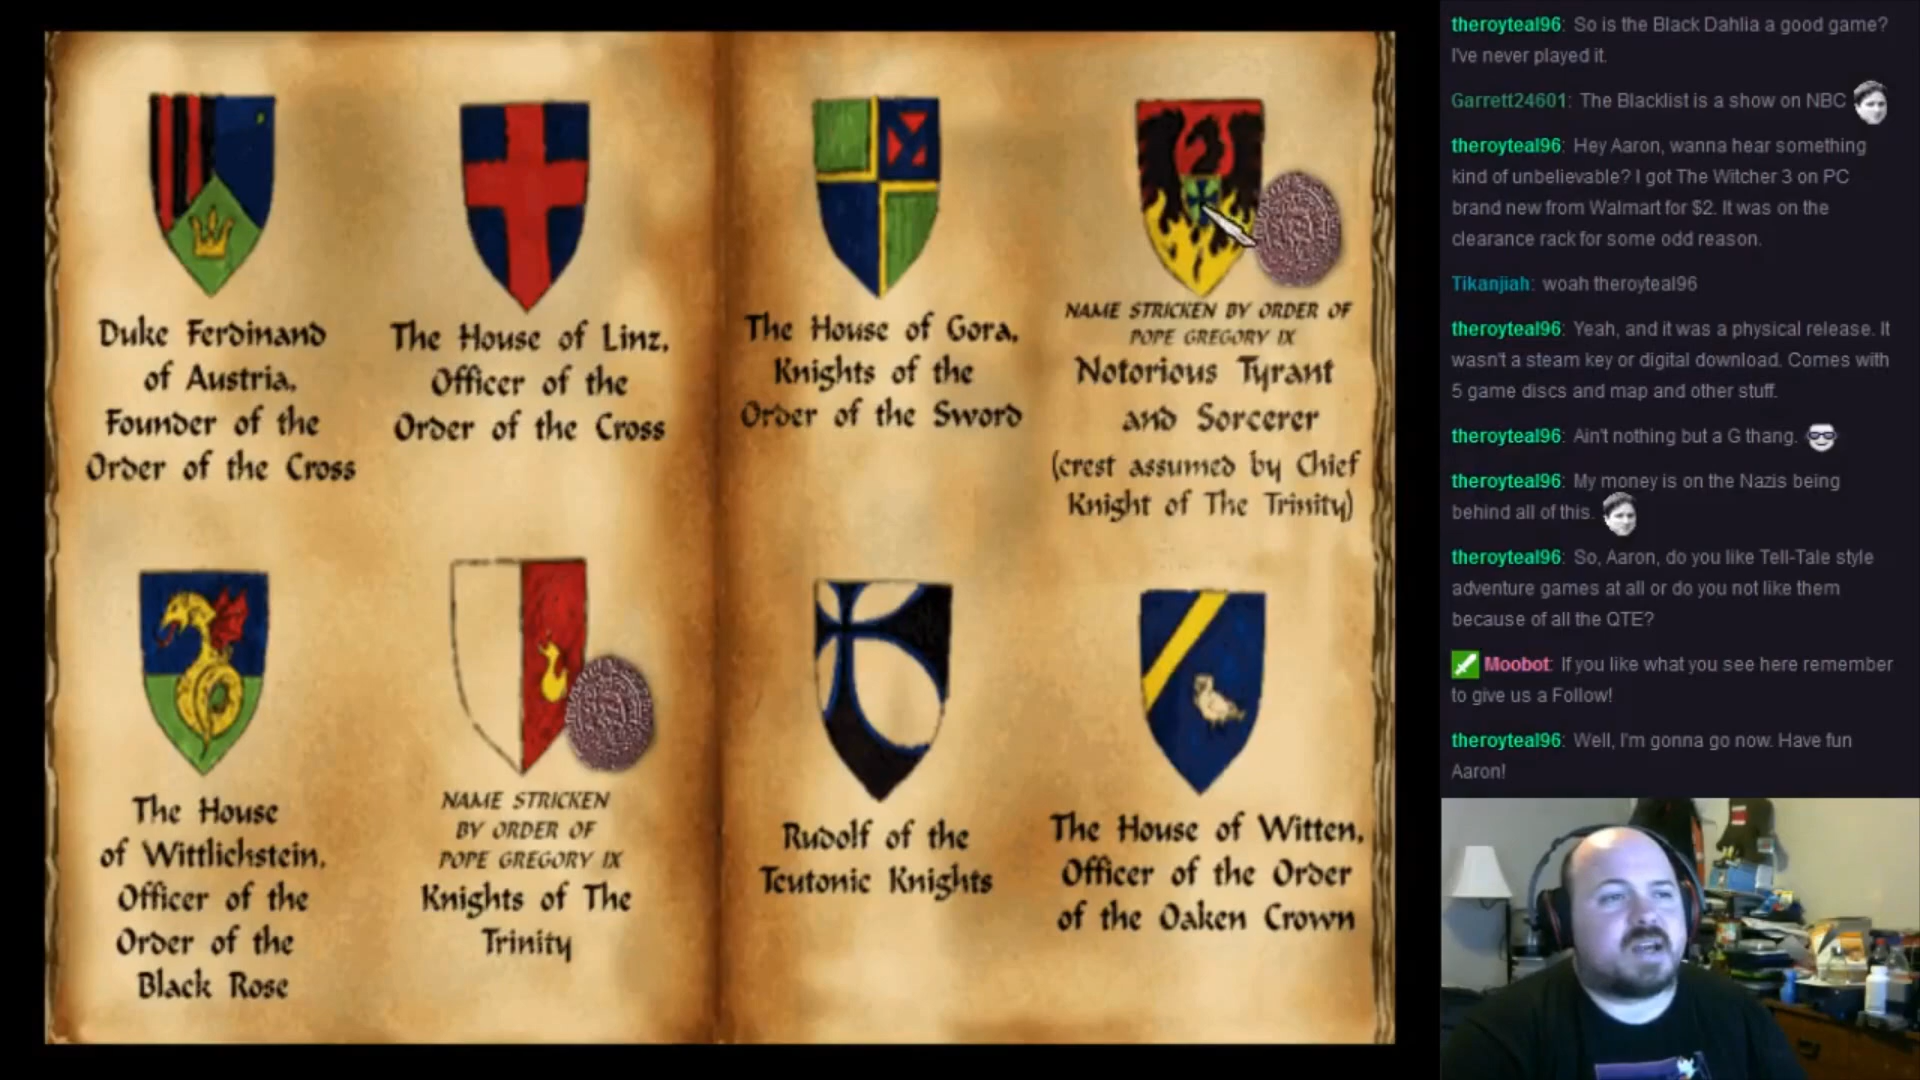 Duke Ferdinand
of Austria,
Founder of the
Order of the Cross
The House of Linz,
Officer of the
Order of the Cross
The House of Gora,
Knights of the
Order of the Sword
NAME STRICKEN BY ORDER OF
POPE GREGORY IX
Notorious Tyrant
and Sorcerer
(crest assumed by Chief
Knight of The Trinity)
The House
of Wittlichstein,
Officer of the
Order of the
Black Rose
NAME STRICKEN
BY ORDER OF
POPE GREGORY IX
Knights of The
Trinity
Rudolf of the
Teutonic Knights
The House of Witten,
Officer of the Order
of the Oaken Crown
theroyteal96: So is the Black Dahlia a good game?
I've never played it.
Garrett24601: The Blacklist is a show on NBC
theroyteal96: Hey Aaron, wanna hear something
kind of unbelievable? I got The Witcher 3 on PC
brand new from Walmart for $2. It was on the
clearance rack for some odd reason.
Tikanjiah: woah theroyteal96
theroyteal96: Yeah, and it was a physical release. It
wasn't a steam key or digital download. Comes with
5 game discs and map and other stuff.
theroyteal96: Ain't nothing but a G thang.
theroyteal96: My money is on the Nazis being
behind all of this.
theroyteal96: So, Aaron, do you like Tell-Tale style
adventure games at all or do you not like them
because of all the QTE?
Moobot: If you like what you see here remember
to give us a Follow!
theroyteal96: Well, I'm gonna go now. Have fun
Aaron!